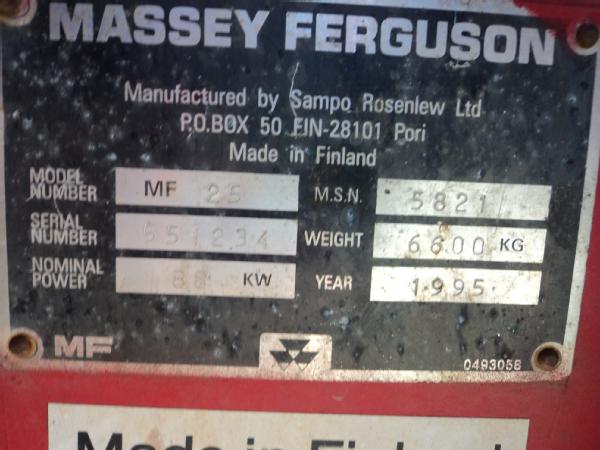 MASSEY FERGUSON
Manufactured by Sampo Rosenlew Ltd
P.O.BOX 50 FIN-28101 Pori
Made in Finland
MODEL NUMBER MF 25 M.S.N. 5821
SERIAL NUMBER 551234 WEIGHT 6600 KG
NOMINAL POWER 88 KW YEAR 1995
MF 0493058
Made in Finland